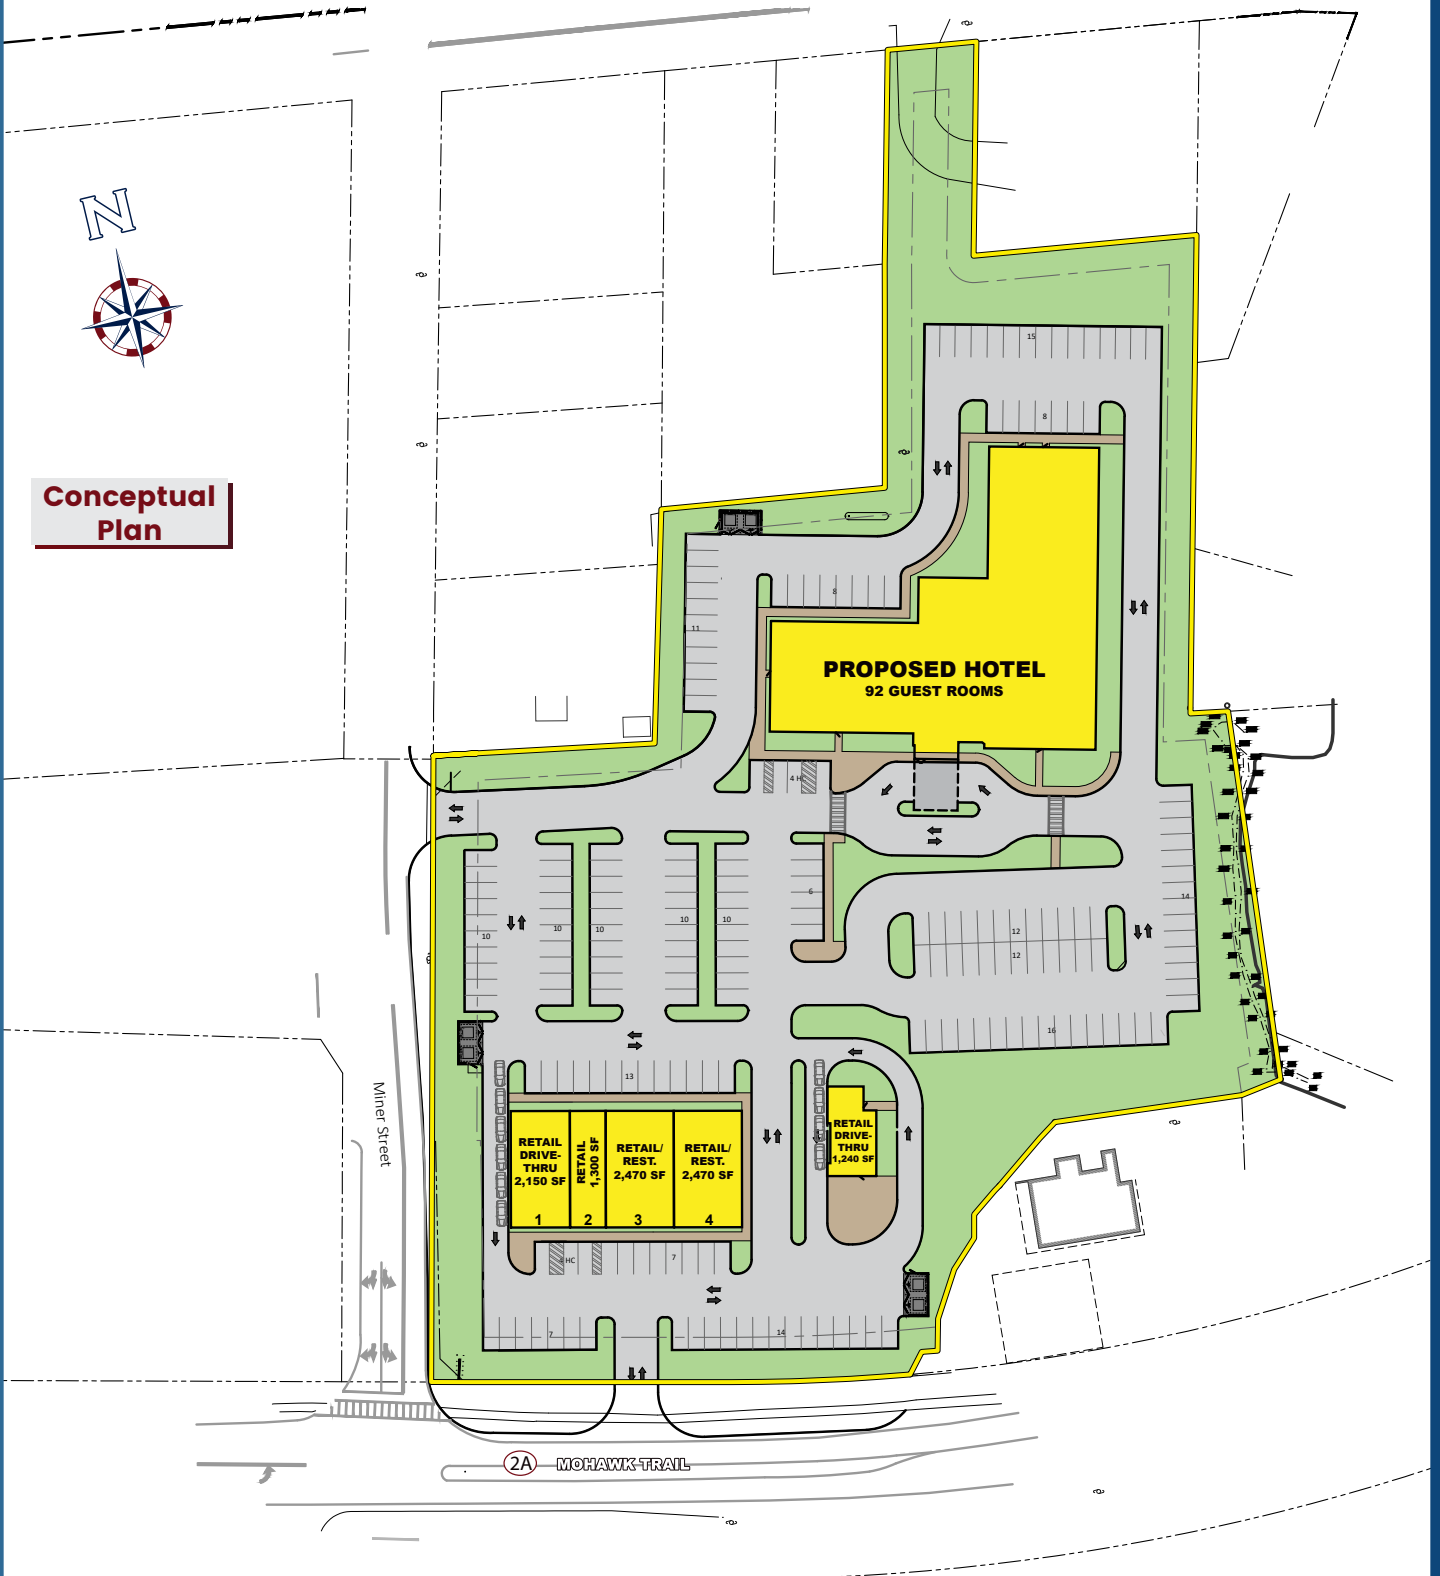 N
Conceptual
Plan
15
8
8
11
PROPOSED HOTEL
92 GUEST ROOMS
4 HC
6
14
10
10
10
10
10
12
12
16
13
Miner Street
RETAIL
DRIVE-
THRU
2,150 SF
1
RETAIL
1,300 SF
2
RETAIL/
REST.
2,470 SF
3
RETAIL/
REST.
2,470 SF
4
RETAIL
DRIVE-
THRU
1,240 SF
HC
7
7
14
2A
MOHAWK TRAIL